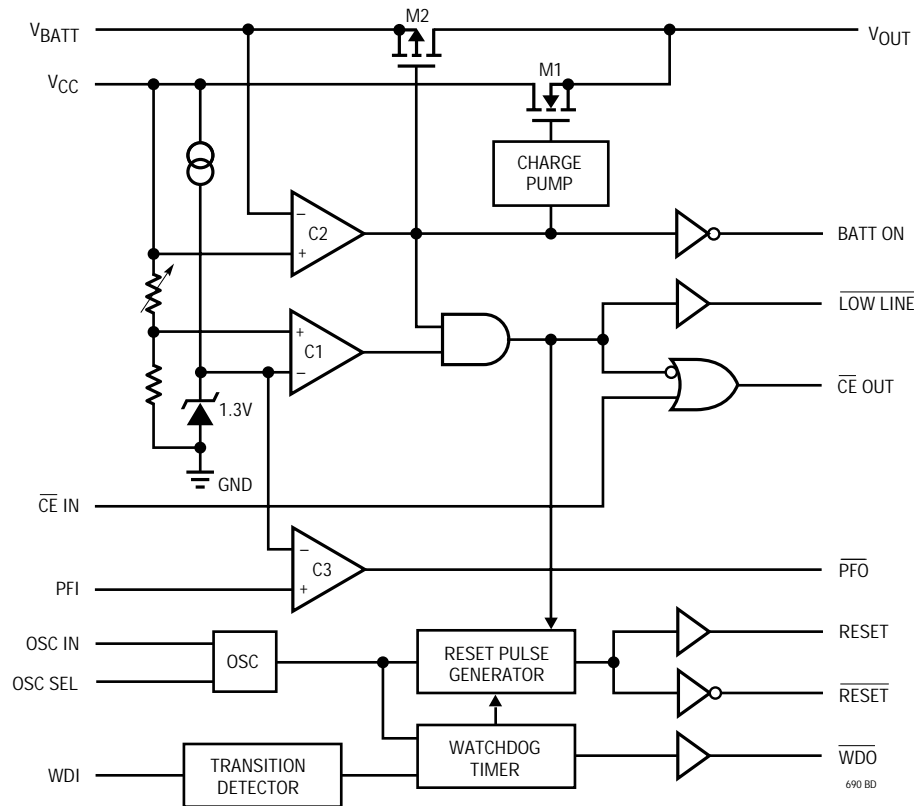 M2
VBATT
VOUT
VCC
M1
CHARGE
PUMP
−
C2
+
BATT ON
LOW LINE
+
C1
−
CE OUT
1.3V
GND
CE IN
−
C3
+
PFO
PFI
OSC IN
OSC SEL
OSC
RESET PULSE
GENERATOR
RESET
RESET
WDI
TRANSITION
DETECTOR
WATCHDOG
TIMER
WDO
690 BD